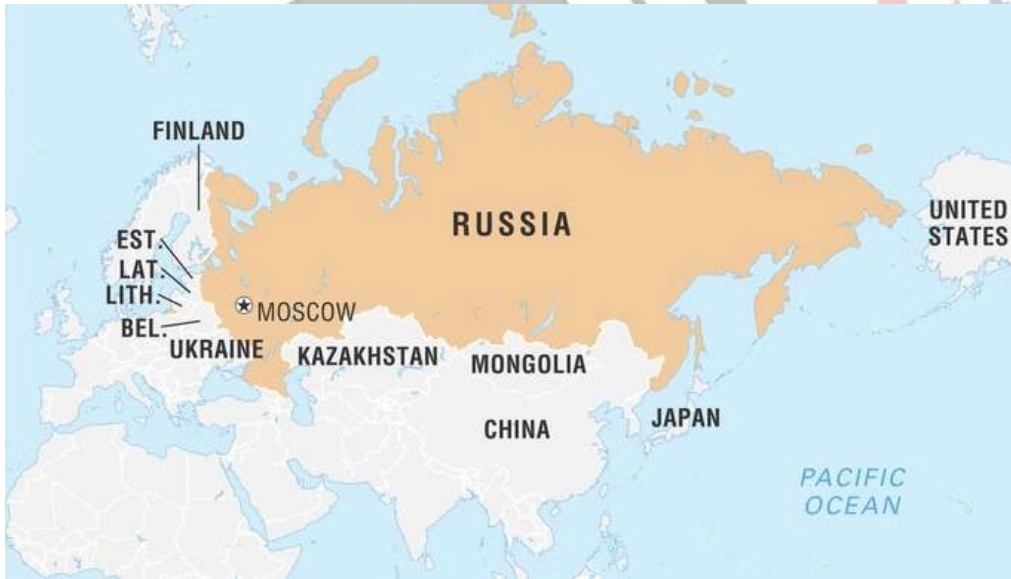 FINLAND
RUSSIA
UNITED
STATES
EST.
LAT.
LITH.
BEL.
MOSCOW
UKRAINE
KAZAKHSTAN
MONGOLIA
CHINA
JAPAN
PACIFIC
OCEAN